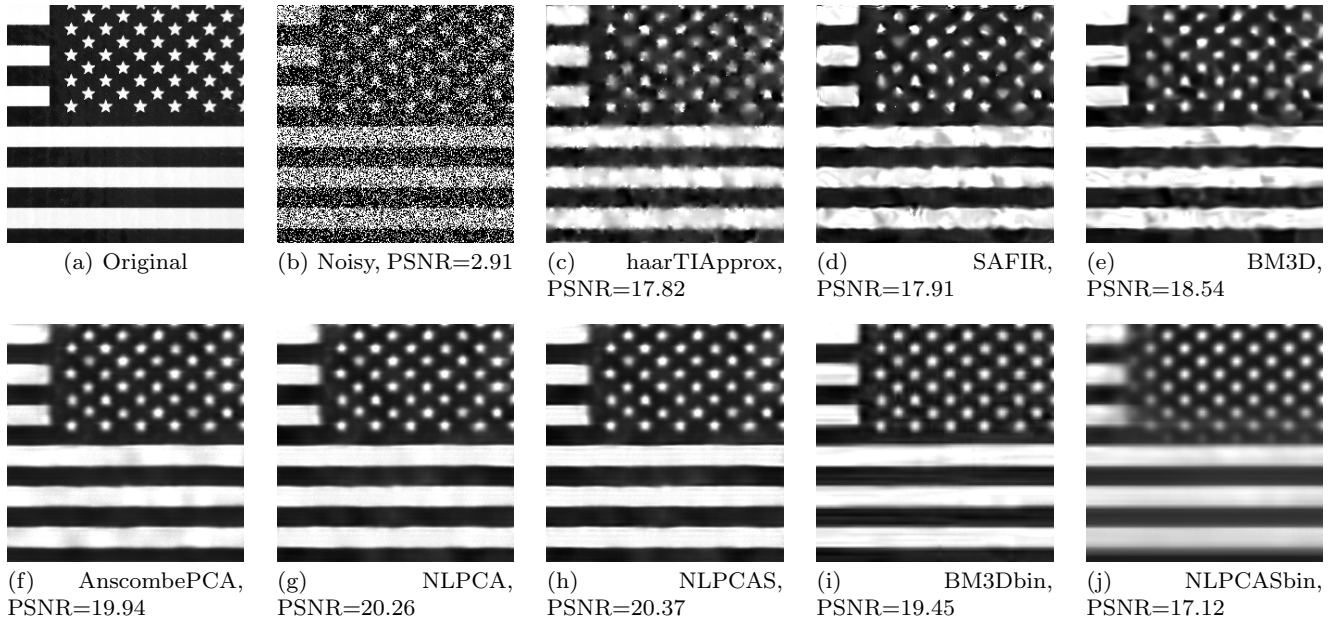 (a) Original
(b) Noisy, PSNR=2.91
(c) haarTIApprox,
PSNR=17.82
(d) SAFIR,
PSNR=17.91
(e) BM3D,
PSNR=18.54
(f) AnscombePCA,
PSNR=19.94
(g) NLPCA,
PSNR=20.26
(h) NLPCAS,
PSNR=20.37
(i) BM3Dbin,
PSNR=19.45
(j) NLPCASbin,
PSNR=17.12